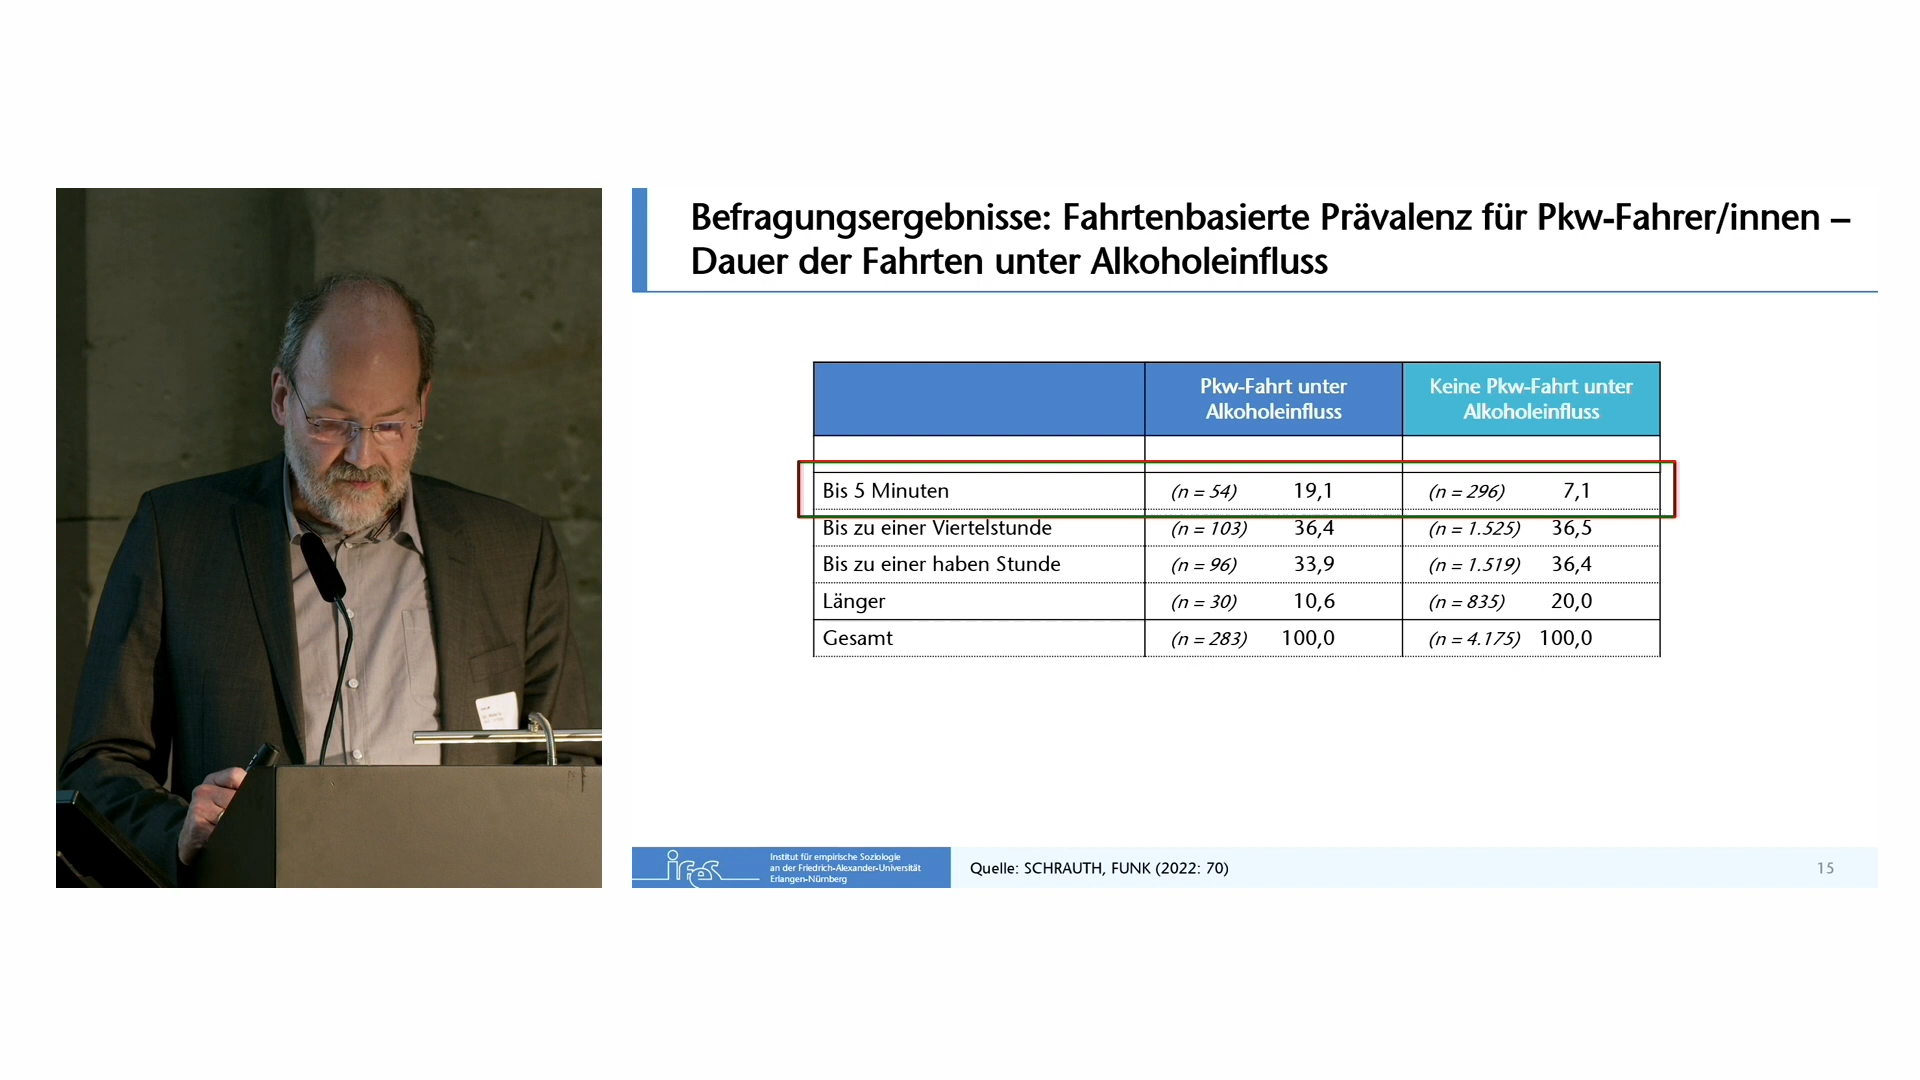 Befragungsergebnisse: Fahrtenbasierte Prävalenz für Pkw-Fahrer/innen –
Dauer der Fahrten unter Alkoholeinfluss
Pkw-Fahrt unter
Alkoholeinfluss
Keine Pkw-Fahrt unter
Alkoholeinfluss
Bis 5 Minuten (n = 54) 19,1 (n = 296) 7,1
Bis zu einer Viertelstunde (n = 103) 36,4 (n = 1.525) 36,5
Bis zu einer haben Stunde (n = 96) 33,9 (n = 1.519) 36,4
Länger (n = 30) 10,6 (n = 835) 20,0
Gesamt (n = 283) 100,0 (n = 4.175) 100,0
ifes
Institut für empirische Soziologie
an der Friedrich-Alexander-Universität
Erlangen-Nürnberg
Quelle: SCHRAUTH, FUNK (2022: 70)
15